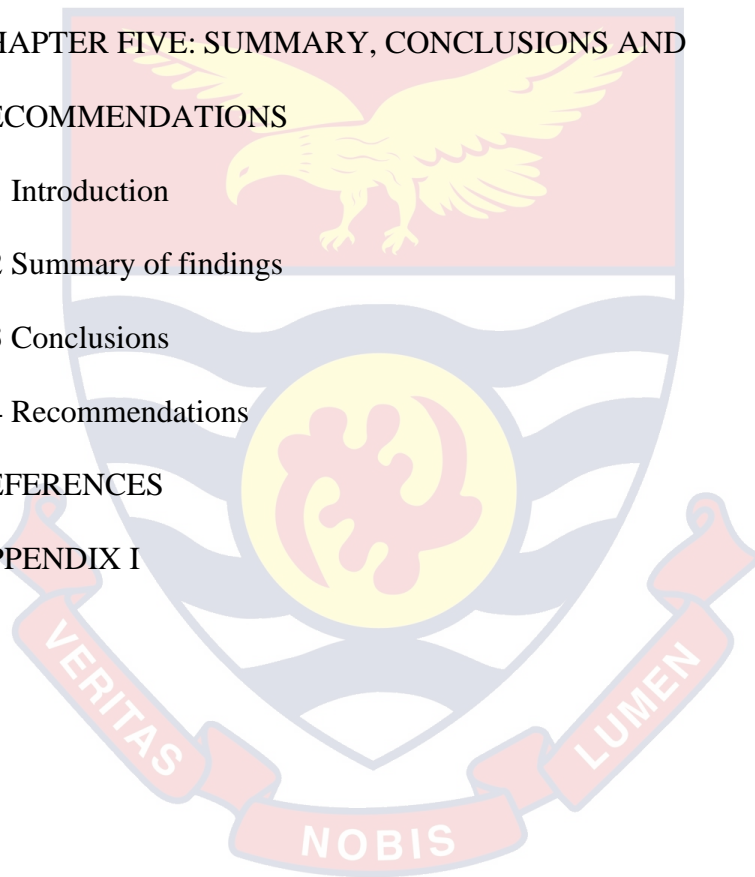 HAPTER FIVE: SUMMARY, CONCLUSIONS AND
ECOMMENDATIONS
Introduction
2 Summary of findings
3 Conclusions
4 Recommendations
EFERENCES
PPENDIX I
VERITAS
NOBIS
LUMEN